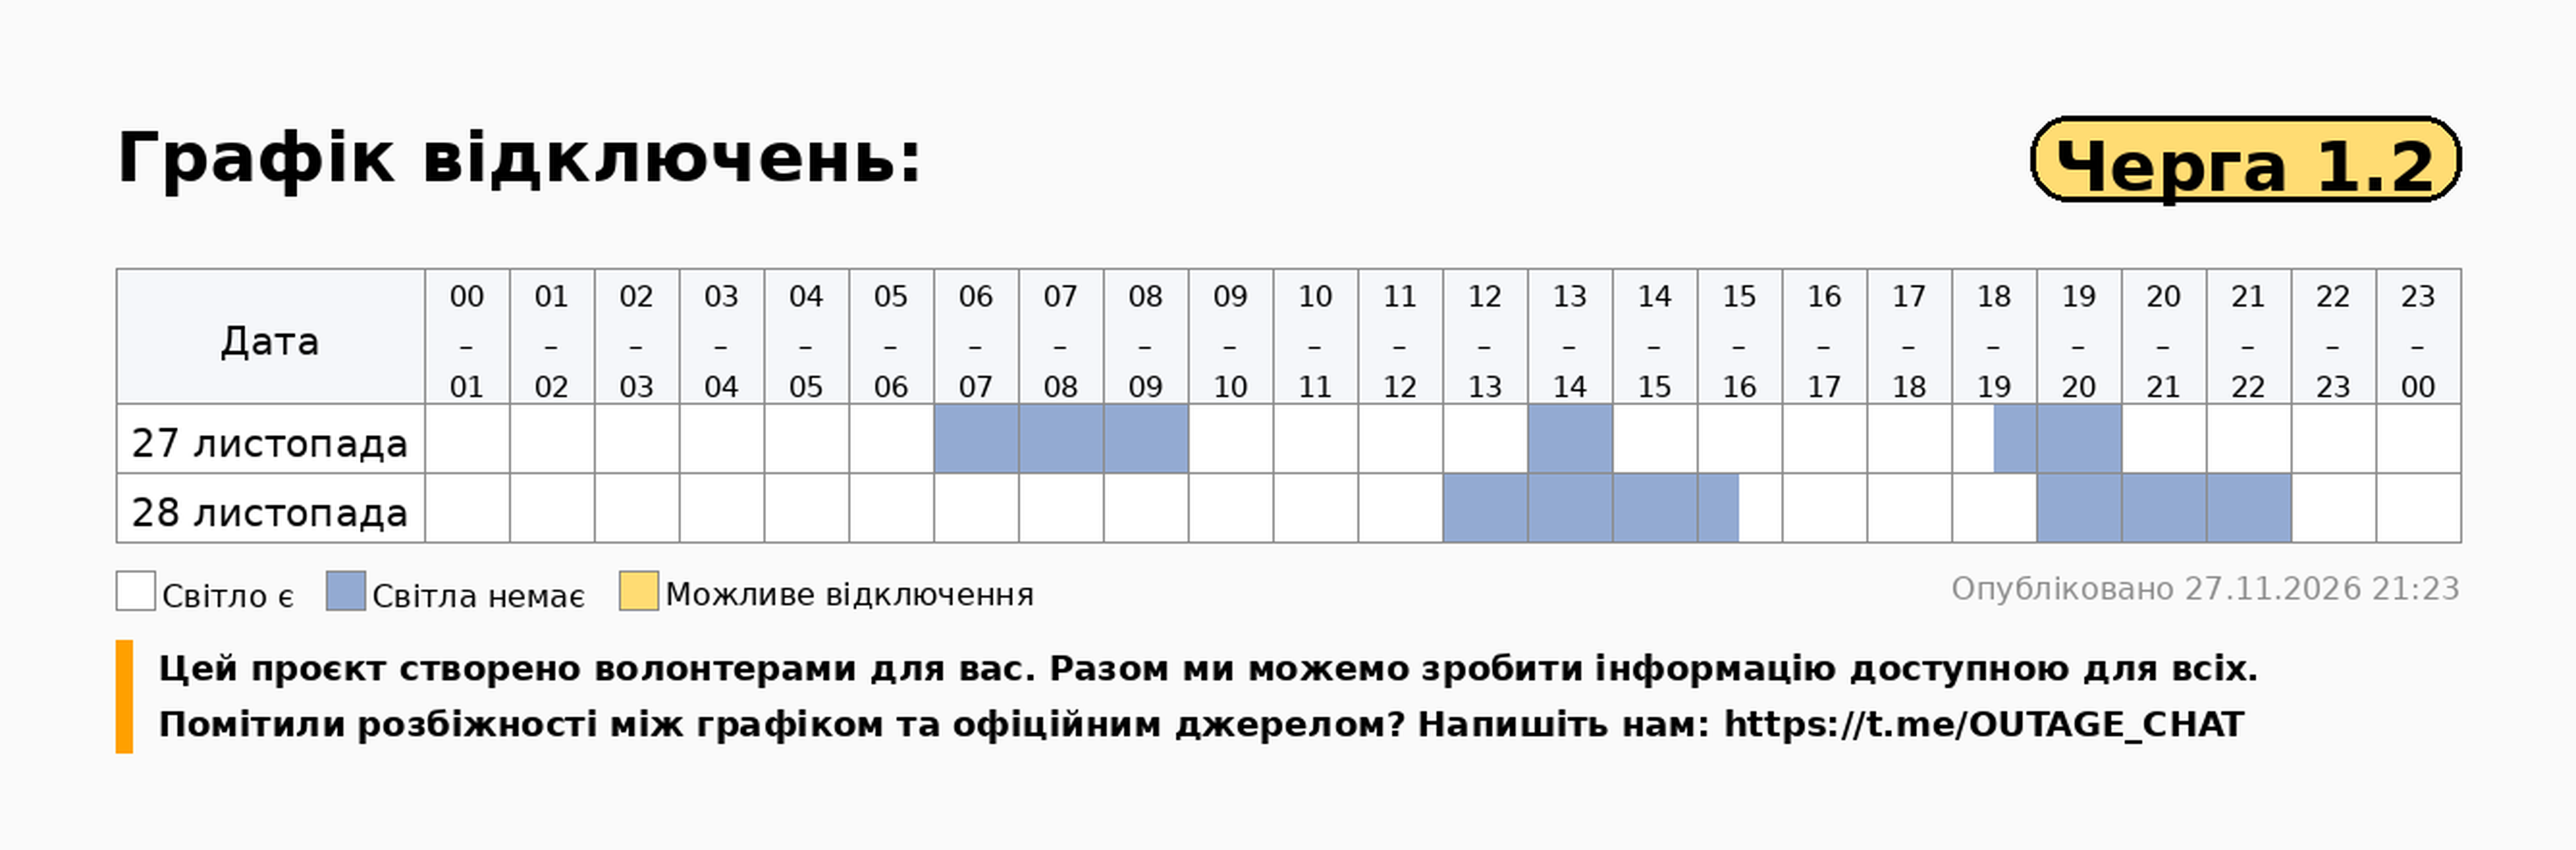 Графік відключень:
Черга 1.2
Дата
00 – 01
01 – 02
02 – 03
03 – 04
04 – 05
05 – 06
06 – 07
07 – 08
08 – 09
09 – 10
10 – 11
11 – 12
12 – 13
13 – 14
14 – 15
15 – 16
16 – 17
17 – 18
18 – 19
19 – 20
20 – 21
21 – 22
22 – 23
23 – 00
27 листопада
28 листопада
Світло є
Світла немає
Можливе відключення
Опубліковано 27.11.2026 21:23
Цей проєкт створено волонтерами для вас. Разом ми можемо зробити інформацію доступною для всіх.
Помітили розбіжності між графіком та офіційним джерелом? Напишіть нам: https://t.me/OUTAGE_CHAT